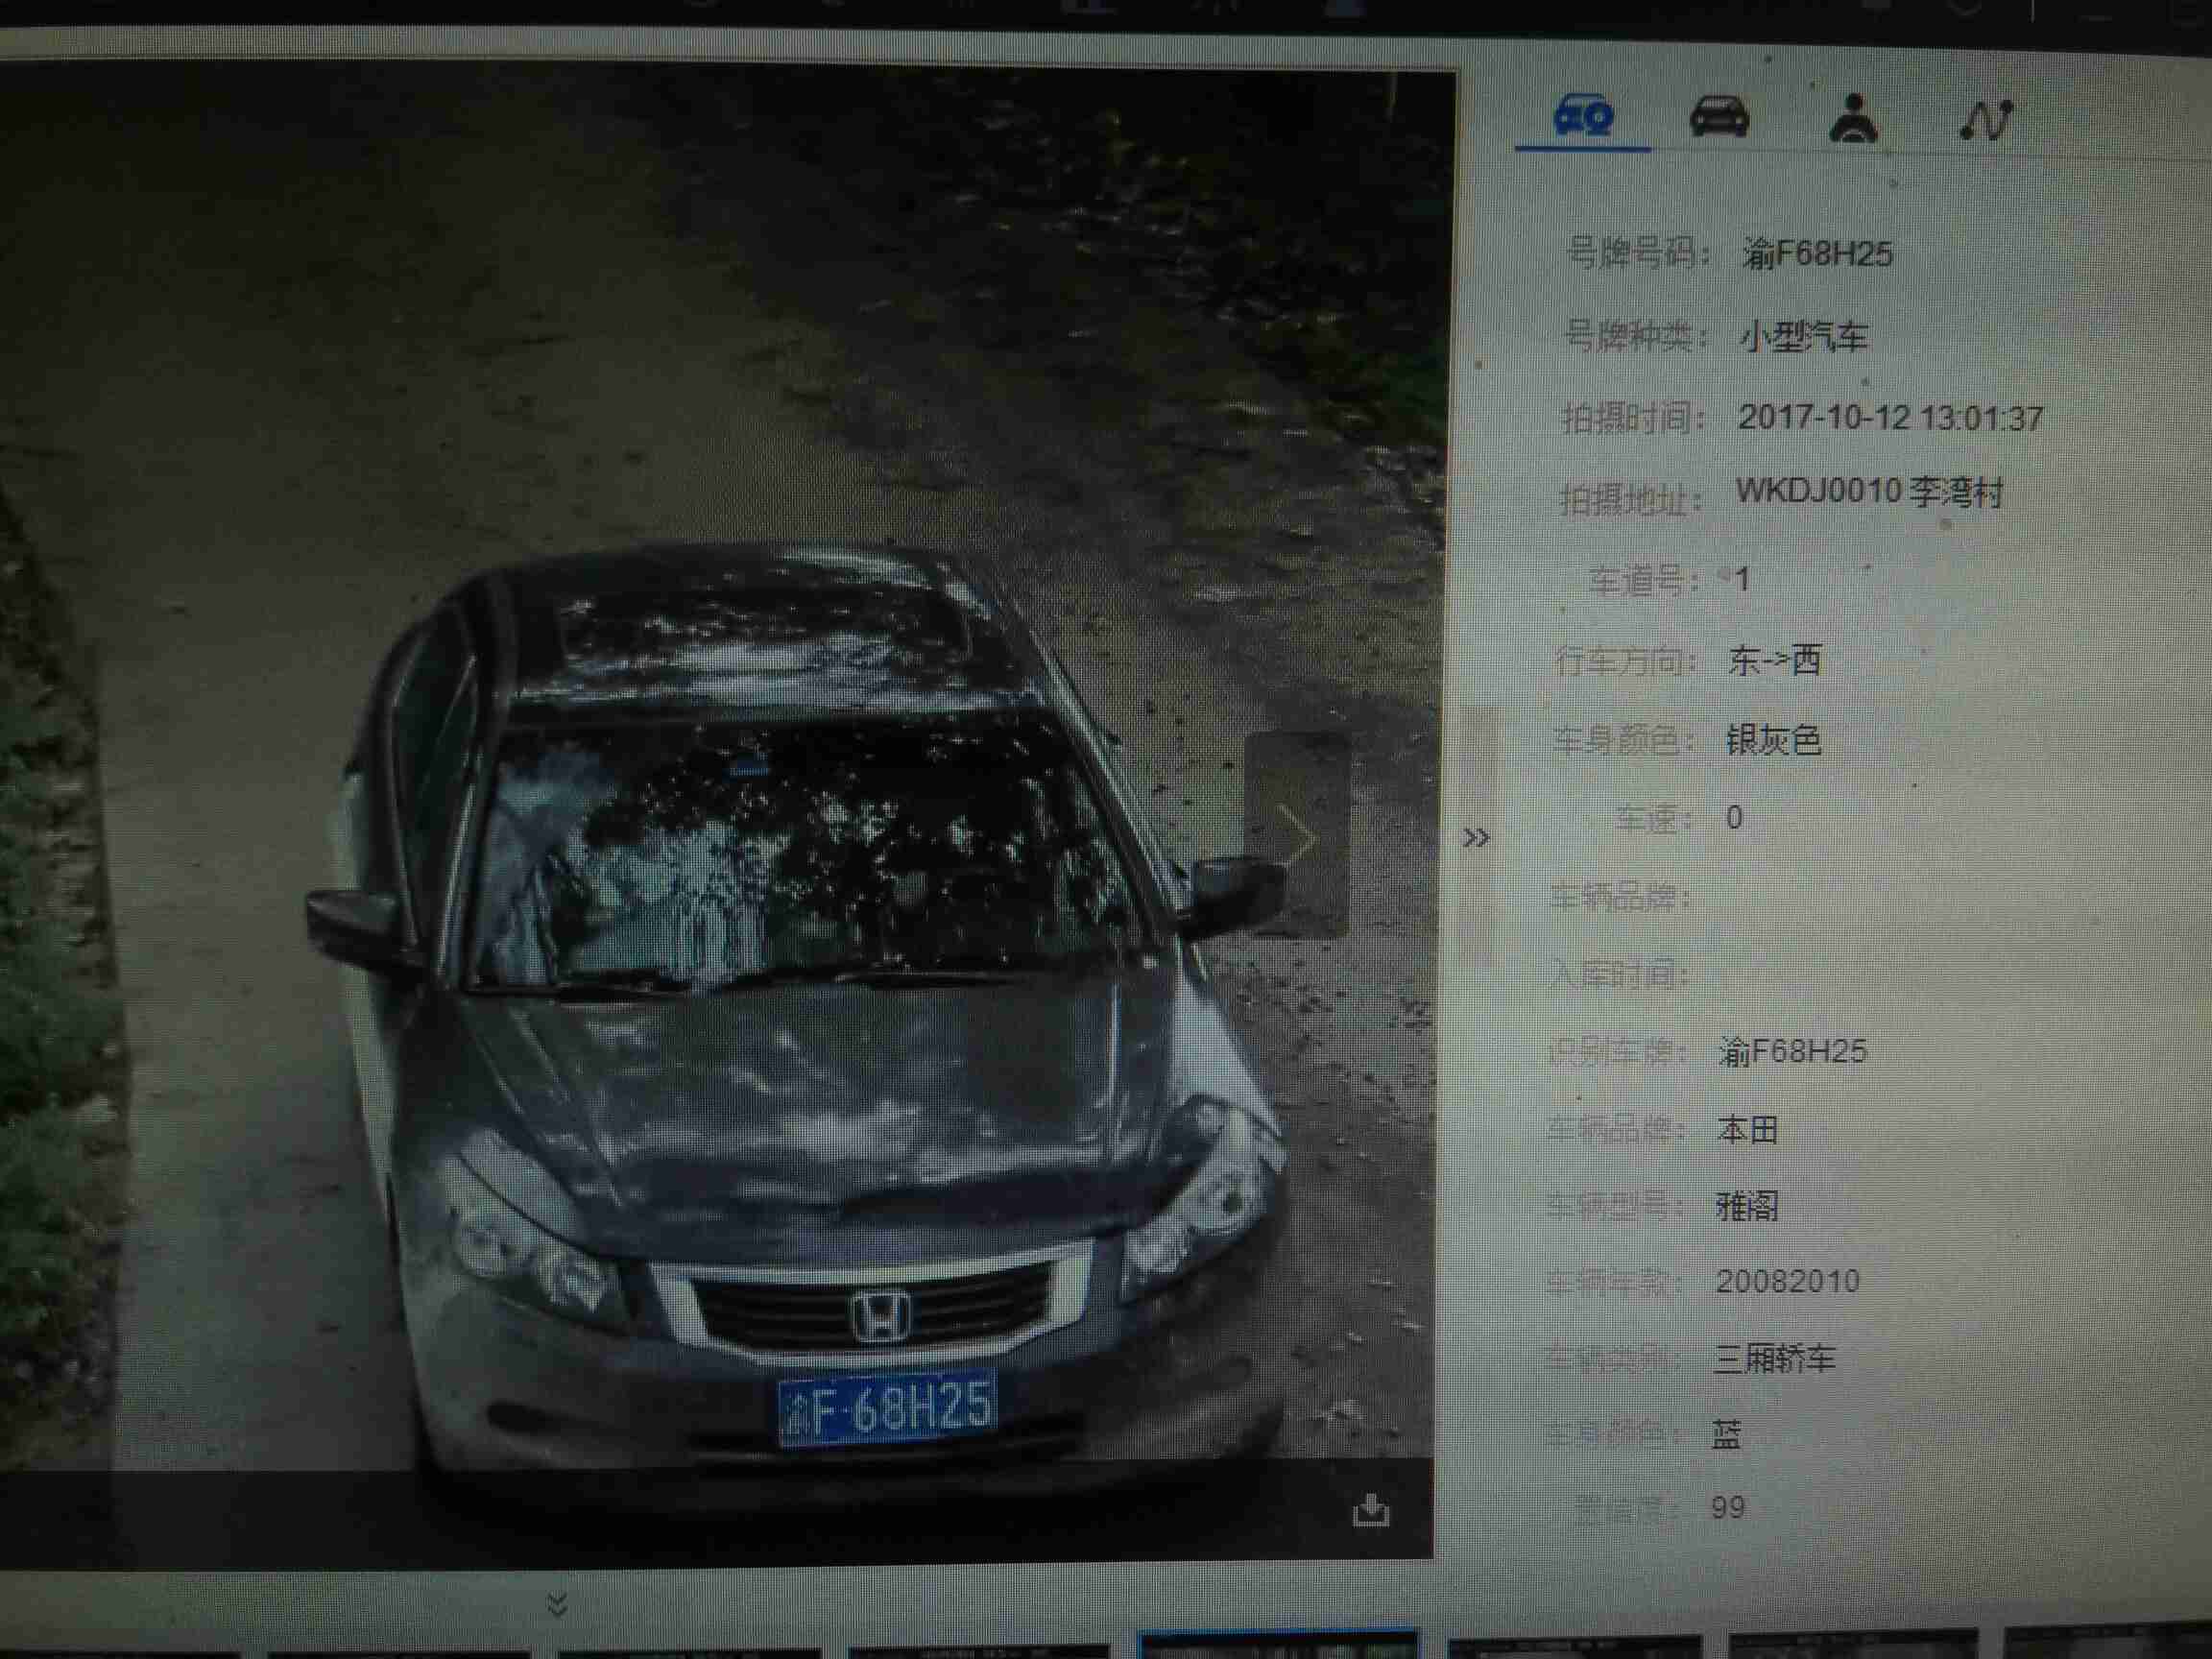 渝F·68H25
号牌号码： 渝F68H25
号牌种类： 小型汽车
拍摄时间： 2017-10-12 13:01:37
拍摄地址： WKDJ0010 李湾村
车道号： 1
行车方向： 东->西
车身颜色： 银灰色
车速： 0
车辆品牌：
入库时间：
识别车牌： 渝F68H25
车辆品牌： 本田
车辆型号： 雅阁
车辆年款： 20082010
车辆类别： 三厢轿车
车身颜色： 蓝
置信度： 99